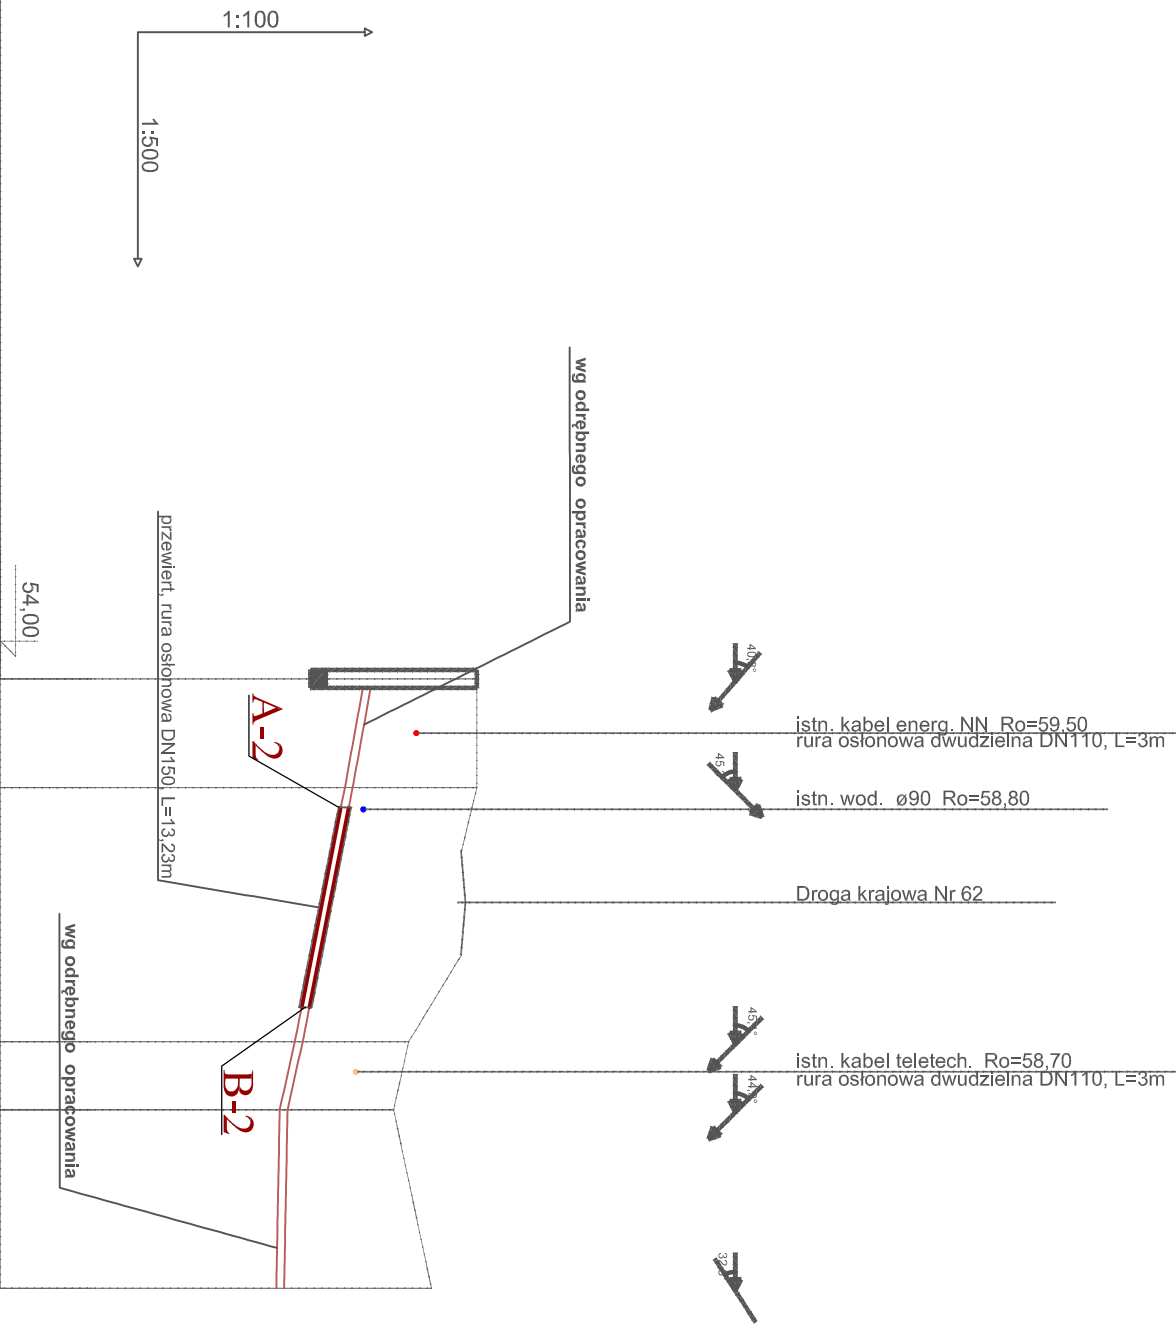 1:100
1:500
wg odrębnego opracowania
przewiert, rura osłonowa DN150, L=13,23m
54,00
A-2
istn. kabel energ. NN Ro=59,50
rura osłonowa dwudzielna DN110, L=3m
istn. wod. ø90 Ro=58,80
Droga krajowa Nr 62
wg odrębnego opracowania
B-2
istn. kabel teletech. Ro=58,70
rura osłonowa dwudzielna DN110, L=3m